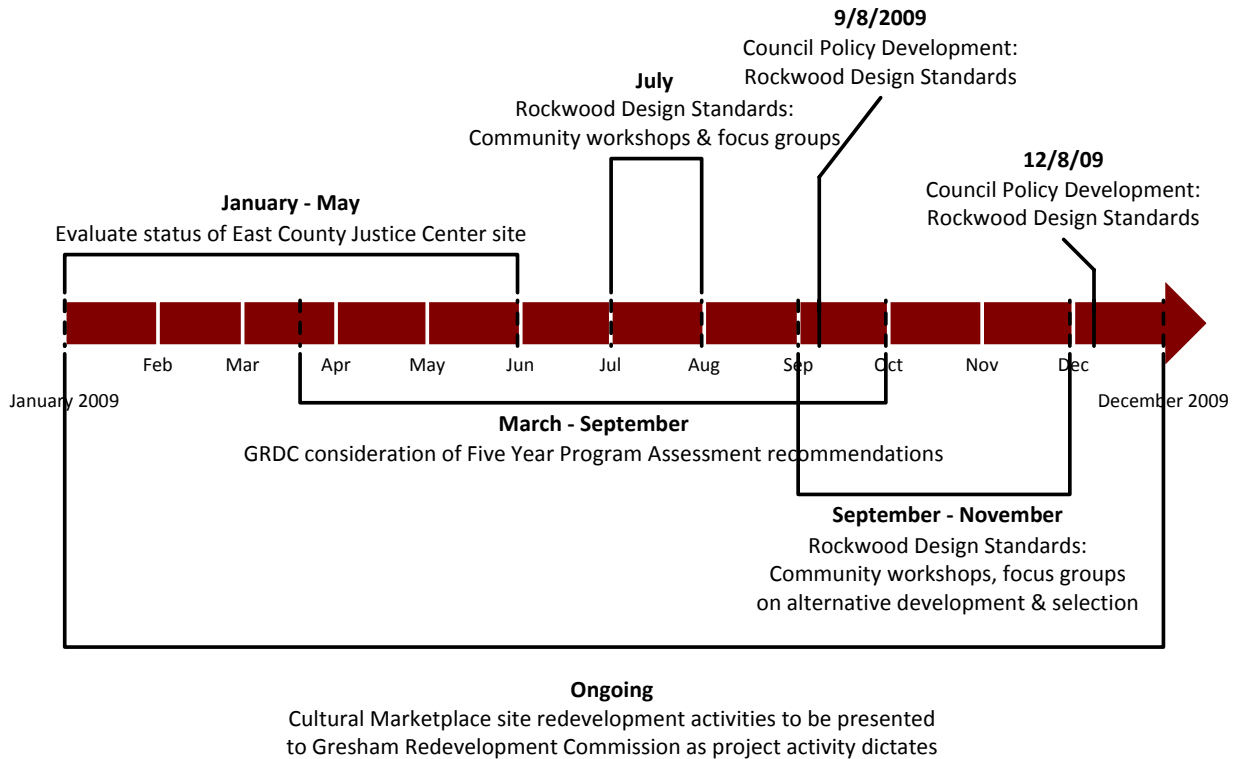 9/8/2009
Council Policy Development:
Rockwood Design Standards
July
Rockwood Design Standards:
Community workshops & focus groups
12/8/09
Council Policy Development:
Rockwood Design Standards
January - May
Evaluate status of East County Justice Center site
Feb
Mar
Apr
May
Jun
Jul
Aug
Sep
Oct
Nov
Dec
January 2009
December 2009
March - September
GRDC consideration of Five Year Program Assessment recommendations
September - November
Rockwood Design Standards:
Community workshops, focus groups
on alternative development & selection
Ongoing
Cultural Marketplace site redevelopment activities to be presented
to Gresham Redevelopment Commission as project activity dictates